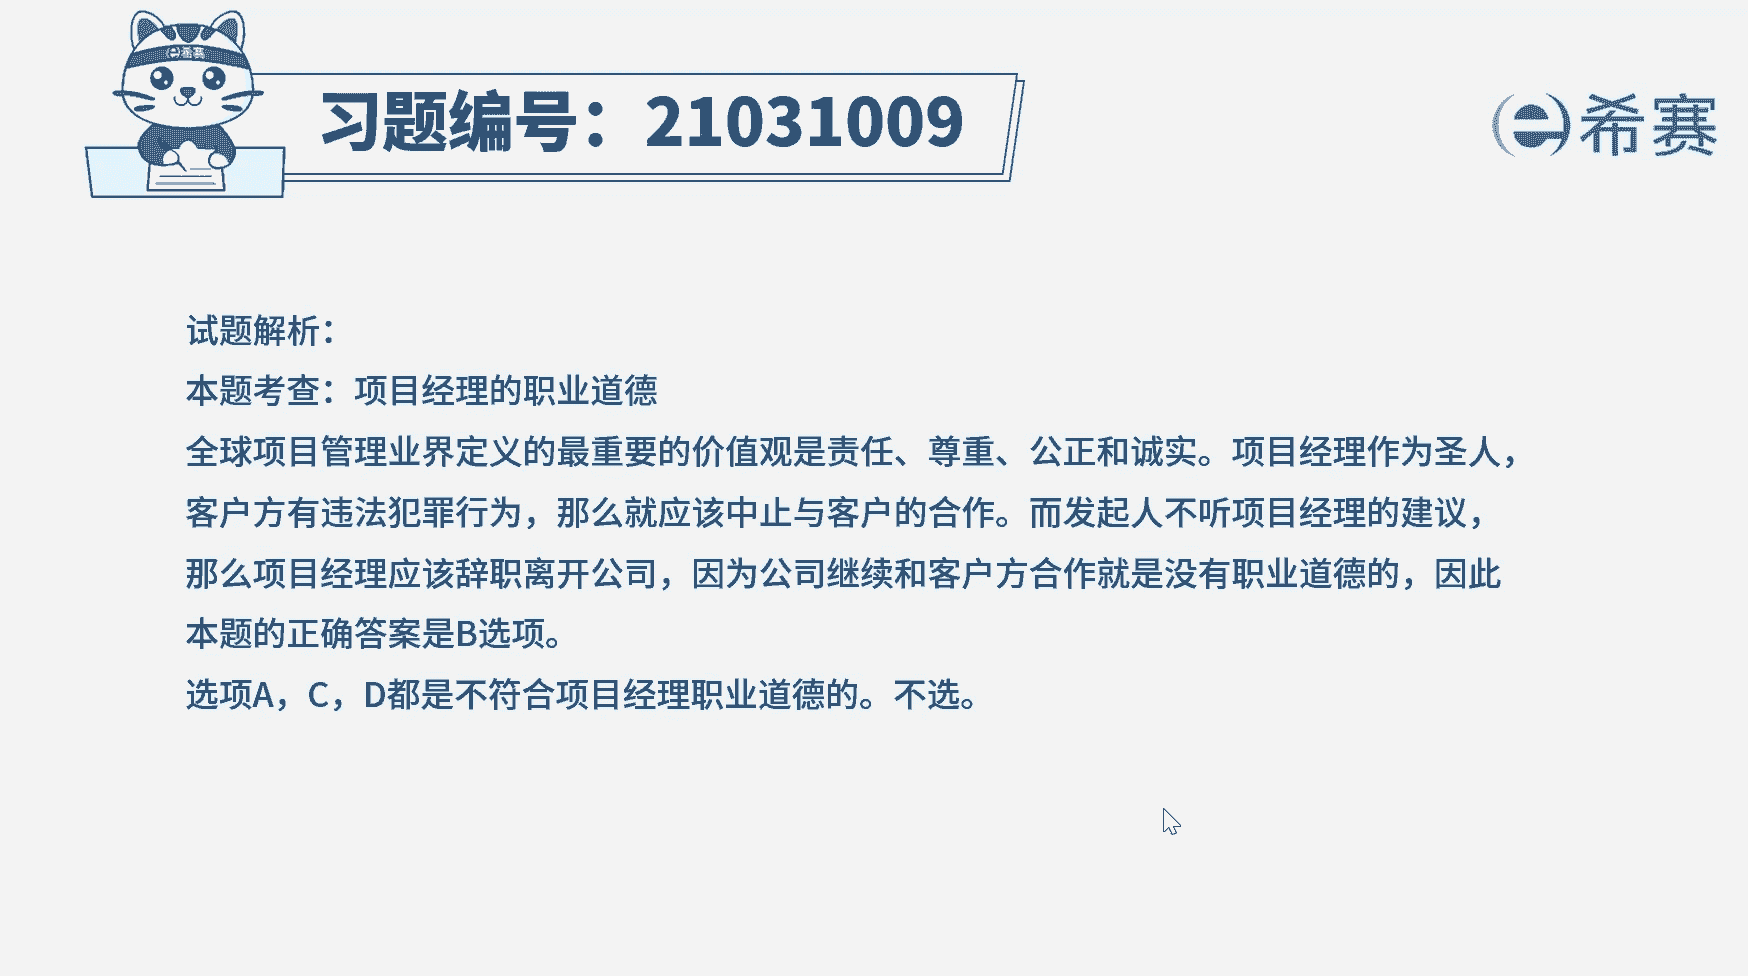 e希赛
习题编号：21031009
e希赛
试题解析：
本题考查：项目经理的职业道德
全球项目管理业界定义的最重要的价值观是责任、尊重、公正和诚实。项目经理作为圣人，
客户方有违法犯罪行为，那么就应该中止与客户的合作。而发起人不听项目经理的建议，
那么项目经理应该辞职离开公司，因为公司继续和客户方合作就是没有职业道德的，因此
本题的正确答案是B选项。
选项A，C，D都是不符合项目经理职业道德的。不选。